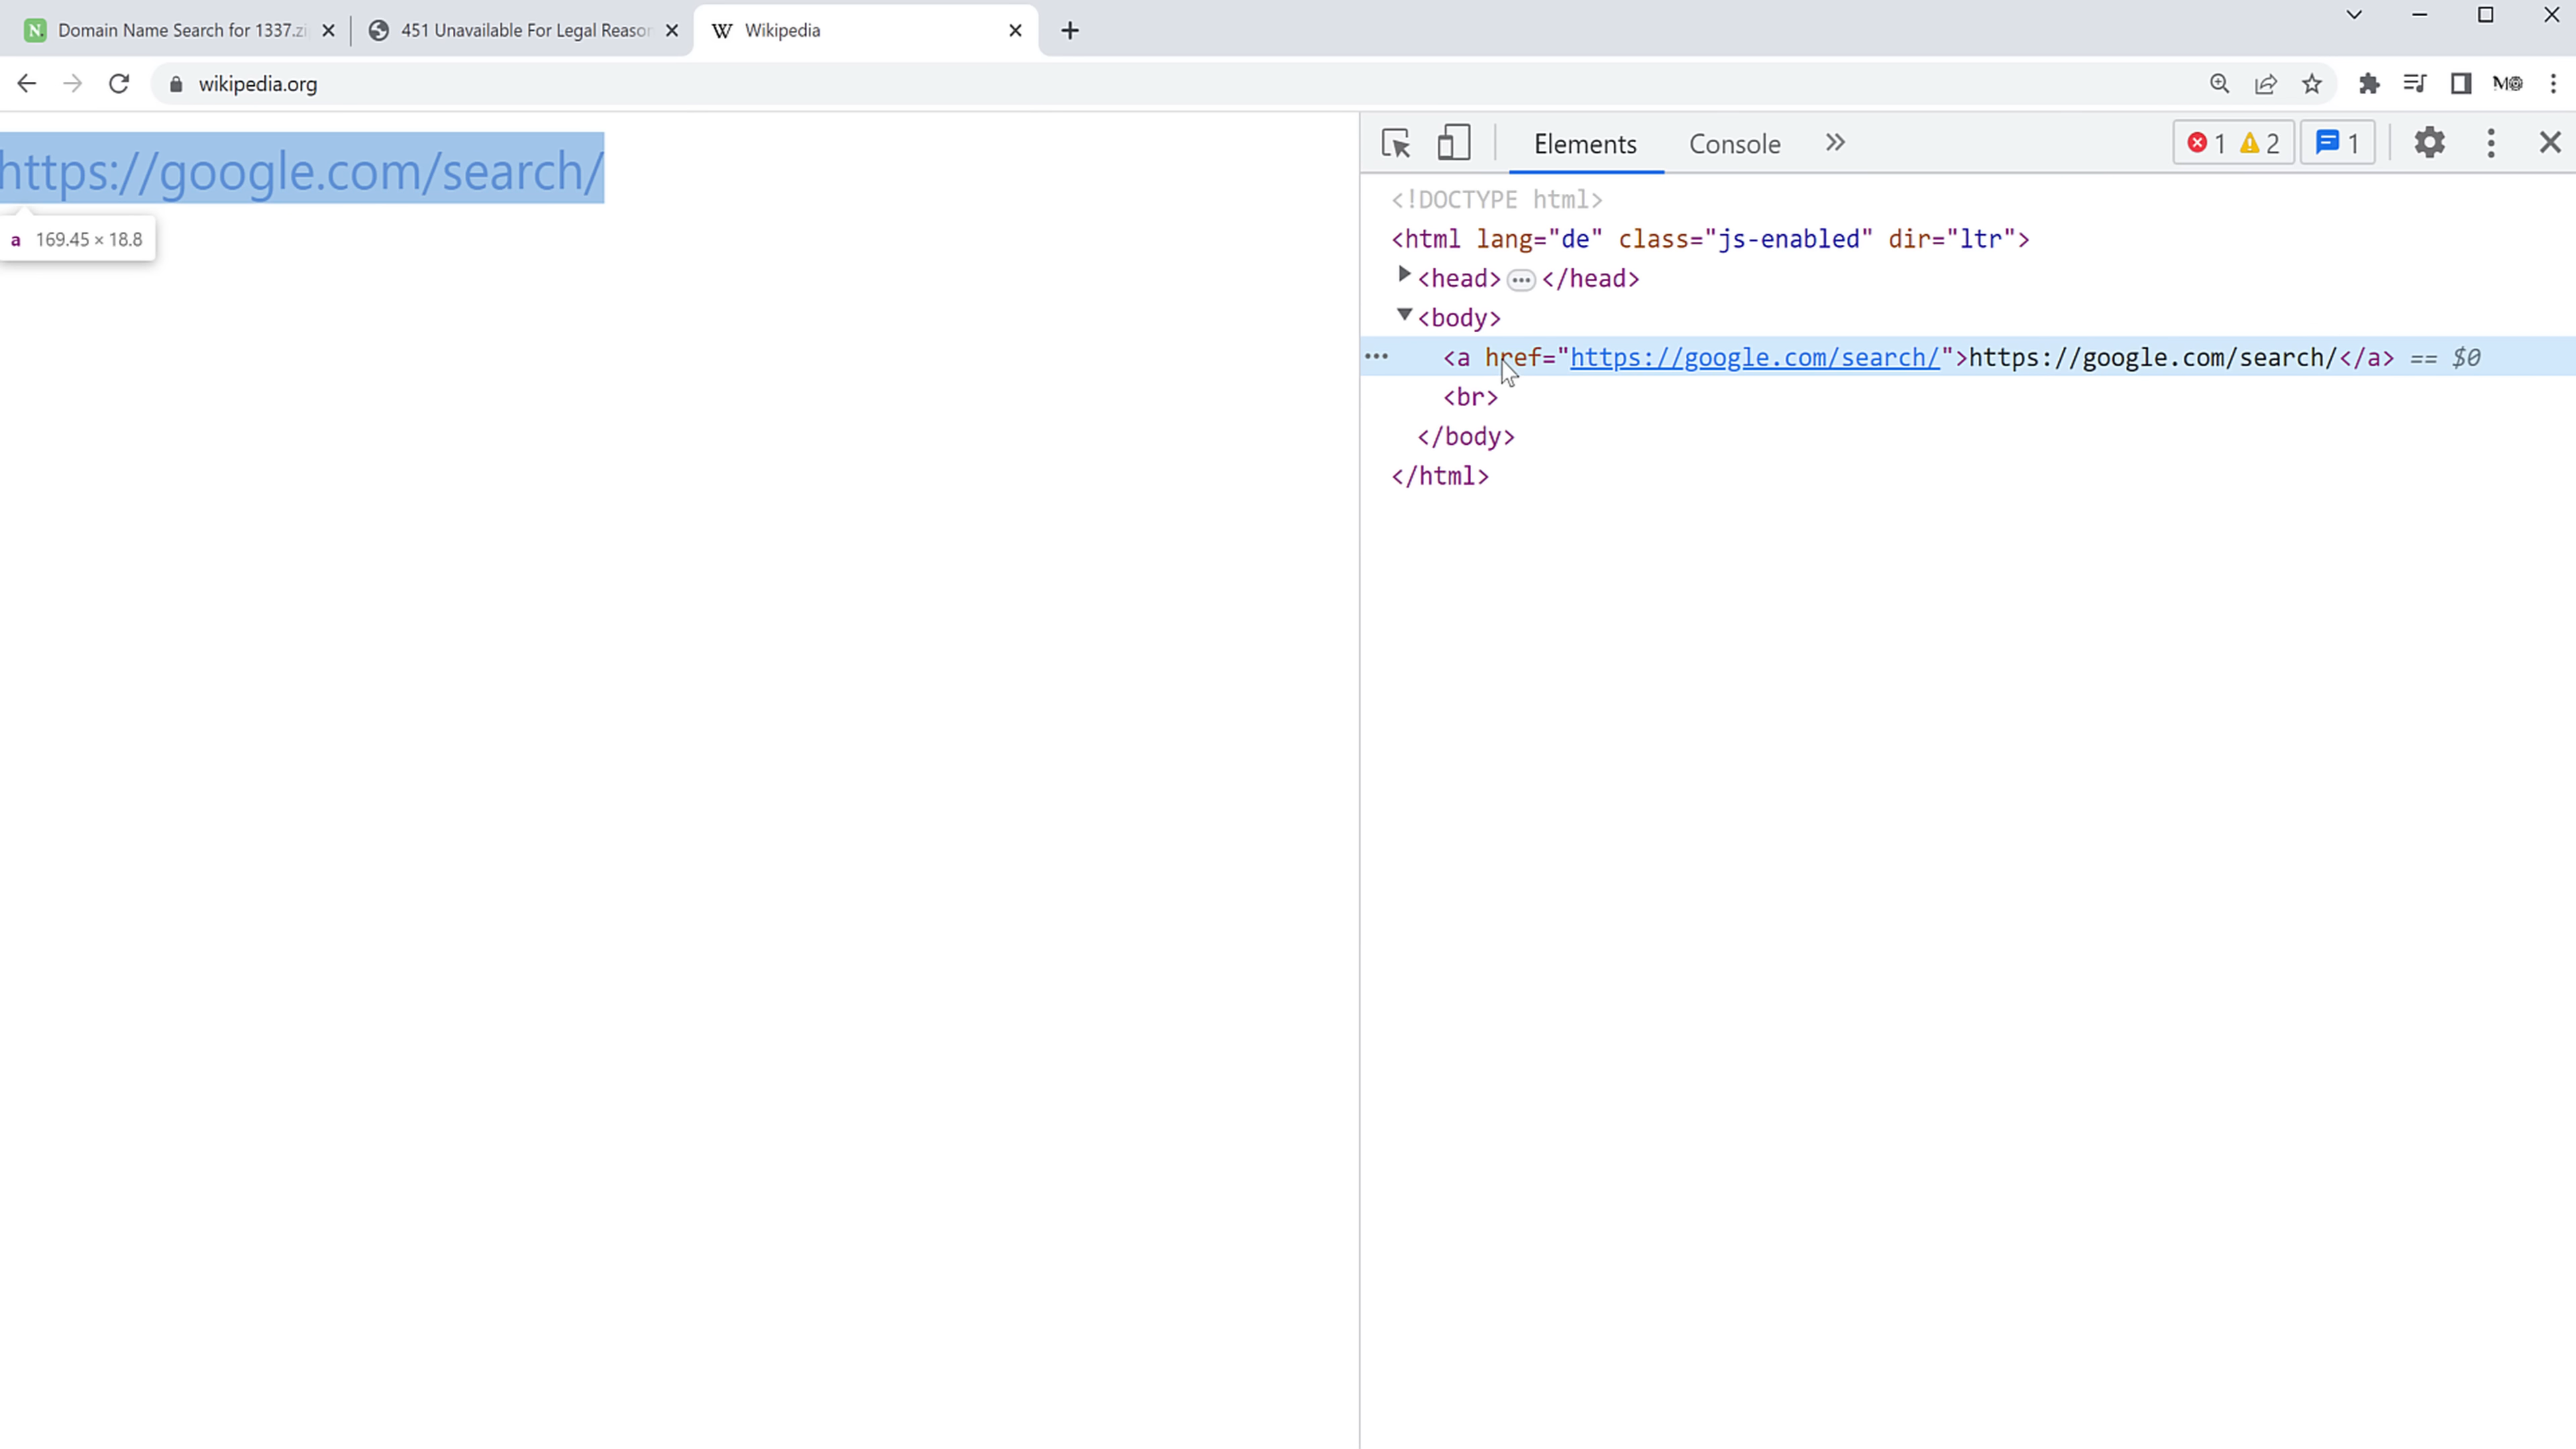 Domain Name Search for 1337.zi
451 Unavailable For Legal Reason
Wikipedia
wikipedia.org
https://google.com/search/
a 169.45 × 18.8
Elements
Console
1 2
1
<!DOCTYPE html>
<html lang="de" class="js-enabled" dir="ltr">
<head>…</head>
<body>
<a href="https://google.com/search/">https://google.com/search/</a> == $0
<br>
</body>
</html>